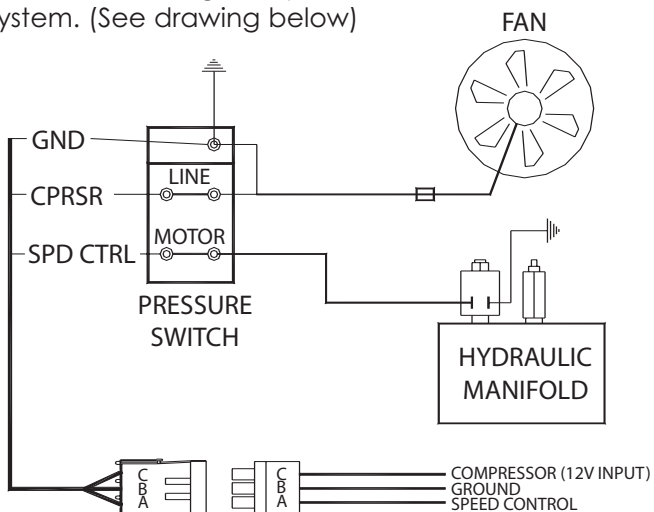 ystem. (See drawing below)
FAN
GND
CPRSR
SPD CTRL
LINE
MOTOR
PRESSURE
SWITCH
HYDRAULIC
MANIFOLD
C
B
A
C
B
A
COMPRESSOR (12V INPUT)
GROUND
SPEED CONTROL